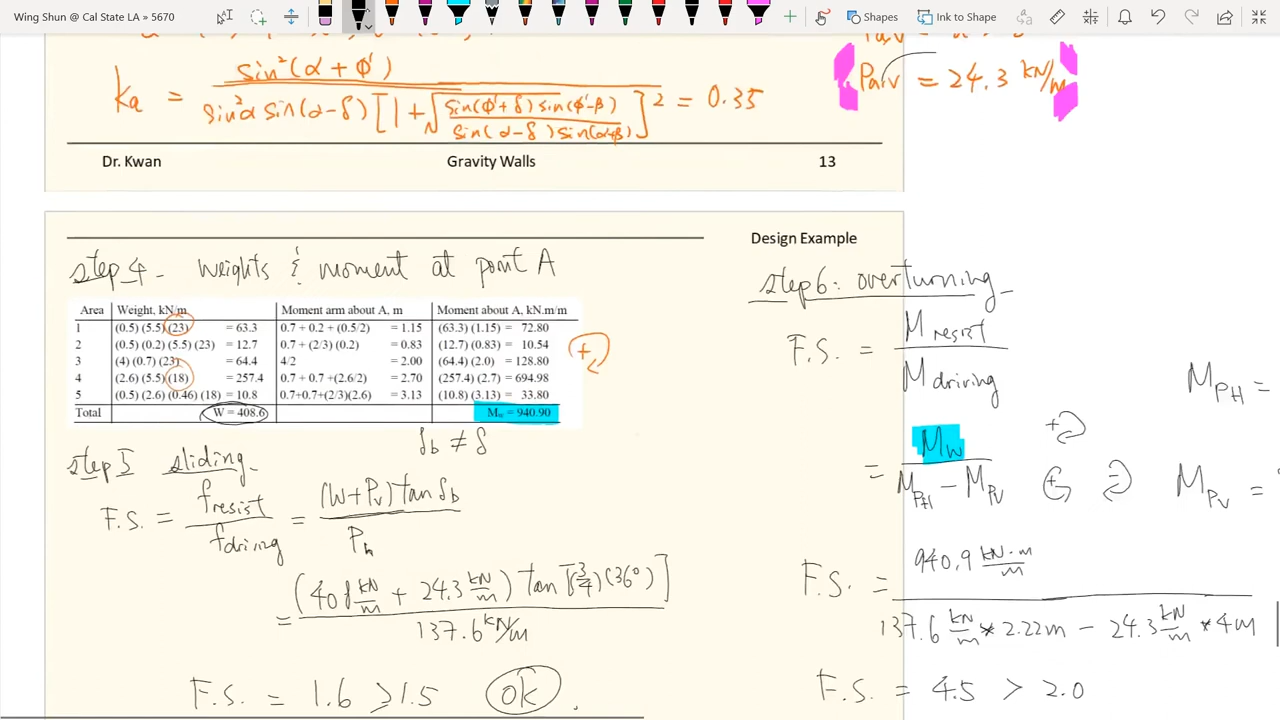 Wing Shun @ Cal State LA » 5670
Shapes
Ink to Shape
ka = sin²(α + φ') / sin²α sin(α-δ) [1 + √ sin(φ'+δ) sin(φ'-β) / sin(α-δ) sin(α+β) ]² = 0.35
Pa,v = 24.3 kN/m
Dr. Kwan Gravity Walls 13
Design Example
step 4 - weights & moment at point A
Area Weight, kN/m Moment arm about A, m Moment about A, kN.m/m
1 (0.5) (5.5) (23) = 63.3 0.7 + 0.2 + (0.5/2) = 1.15 (63.3) (1.15) = 72.80
2 (0.5) (0.2) (5.5) (23) = 12.7 0.7 + (2/3) (0.2) = 0.83 (12.7) (0.83) = 10.54
3 (4) (0.7) (23) = 64.4 4/2 = 2.00 (64.4) (2.0) = 128.80
4 (2.6) (5.5) (18) = 257.4 0.7 + 0.7 +(2.6/2) = 2.70 (257.4) (2.7) = 694.98
5 (0.5) (2.6) (0.46) (18) = 10.8 0.7+0.7+(2/3)(2.6) = 3.13 (10.8) (3.13) = 33.80
Total W = 408.6 Mw = 940.90
+
δb ≠ δ
step 5 sliding
F.S. = fresist / fdriving = (W + Pv) tan δb / Ph
= (408 kN/m + 24.3 kN/m) tan [(3/4)(36°)] / 137.6 kN/m
F.S. = 1.6 ≥ 1.5 ok
step 6: overturning
F.S. = Mresist / Mdriving
MPH =
= Mw / MPH - MPV
+
+
MPV =
F.S. = 940.9 kN·m/m / 137.6 kN/m * 2.22m - 24.3 kN/m * 4m
F.S. = 4.5 > 2.0